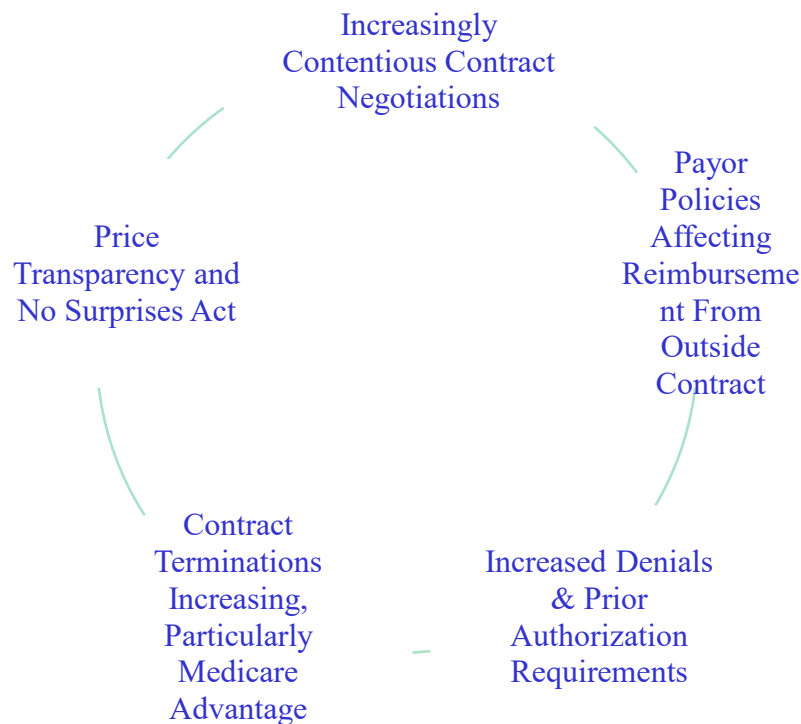 Increasingly
Contentious Contract
Negotiations
Payor
Policies
Affecting
Reimburseme
nt From
Outside
Contract
Increased Denials
& Prior
Authorization
Requirements
Contract
Terminations
Increasing,
Particularly
Medicare
Advantage
Price
Transparency and
No Surprises Act